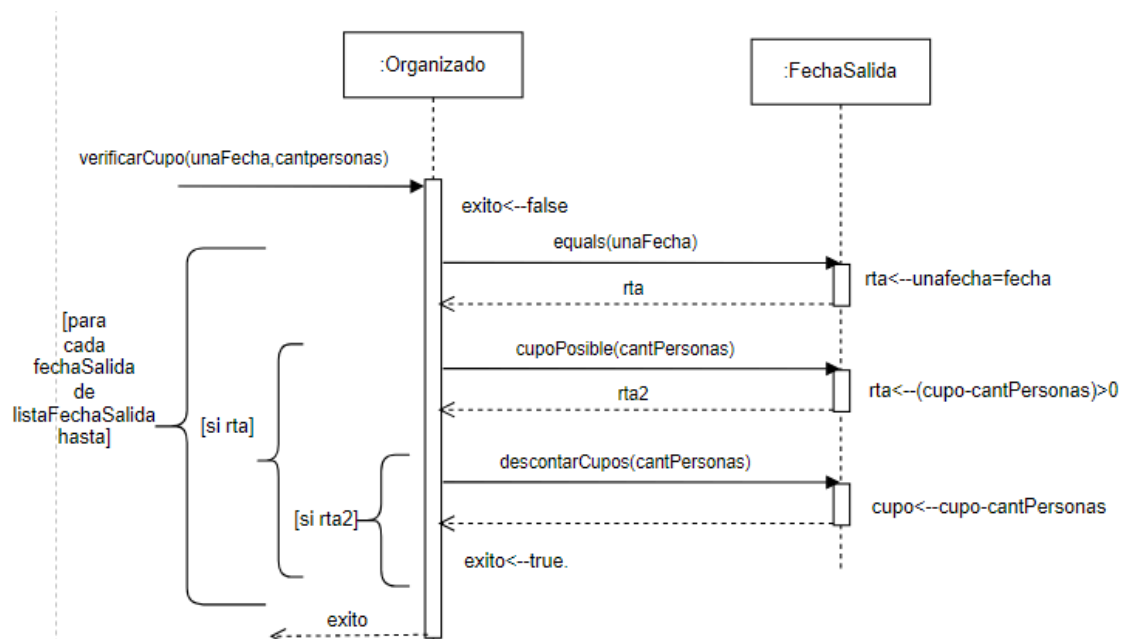 :Organizado
:FechaSalida
verificarCupo(unaFecha,cantpersonas)
exito<--false
equals(unaFecha)
rta<--unafecha=fecha
rta
[para
cada
fechaSalida
de
listaFechaSalida
hasta]
cupoPosible(cantPersonas)
rta<--(cupo-cantPersonas)>0
rta2
[si rta]
descontarCupos(cantPersonas)
cupo<--cupo-cantPersonas
[si rta2]
exito<--true.
exito